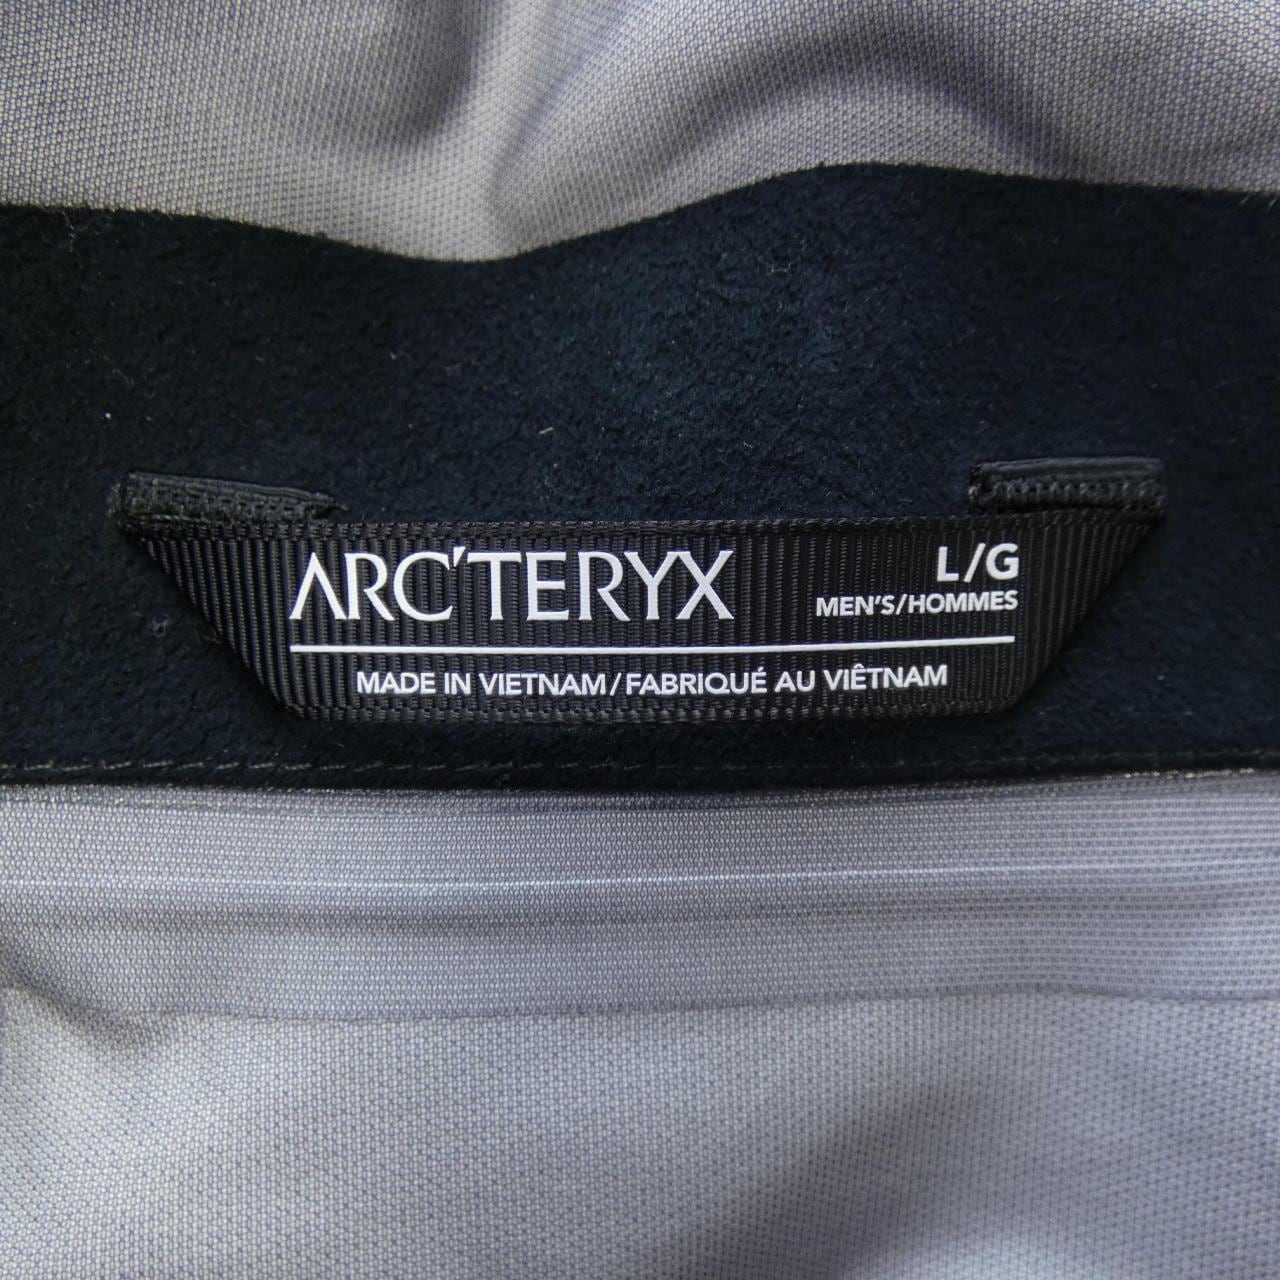 ARC'TERYX
L/G
MEN'S/HOMMES
MADE IN VIETNAM/FABRIQUÉ AU VIÊTNAM